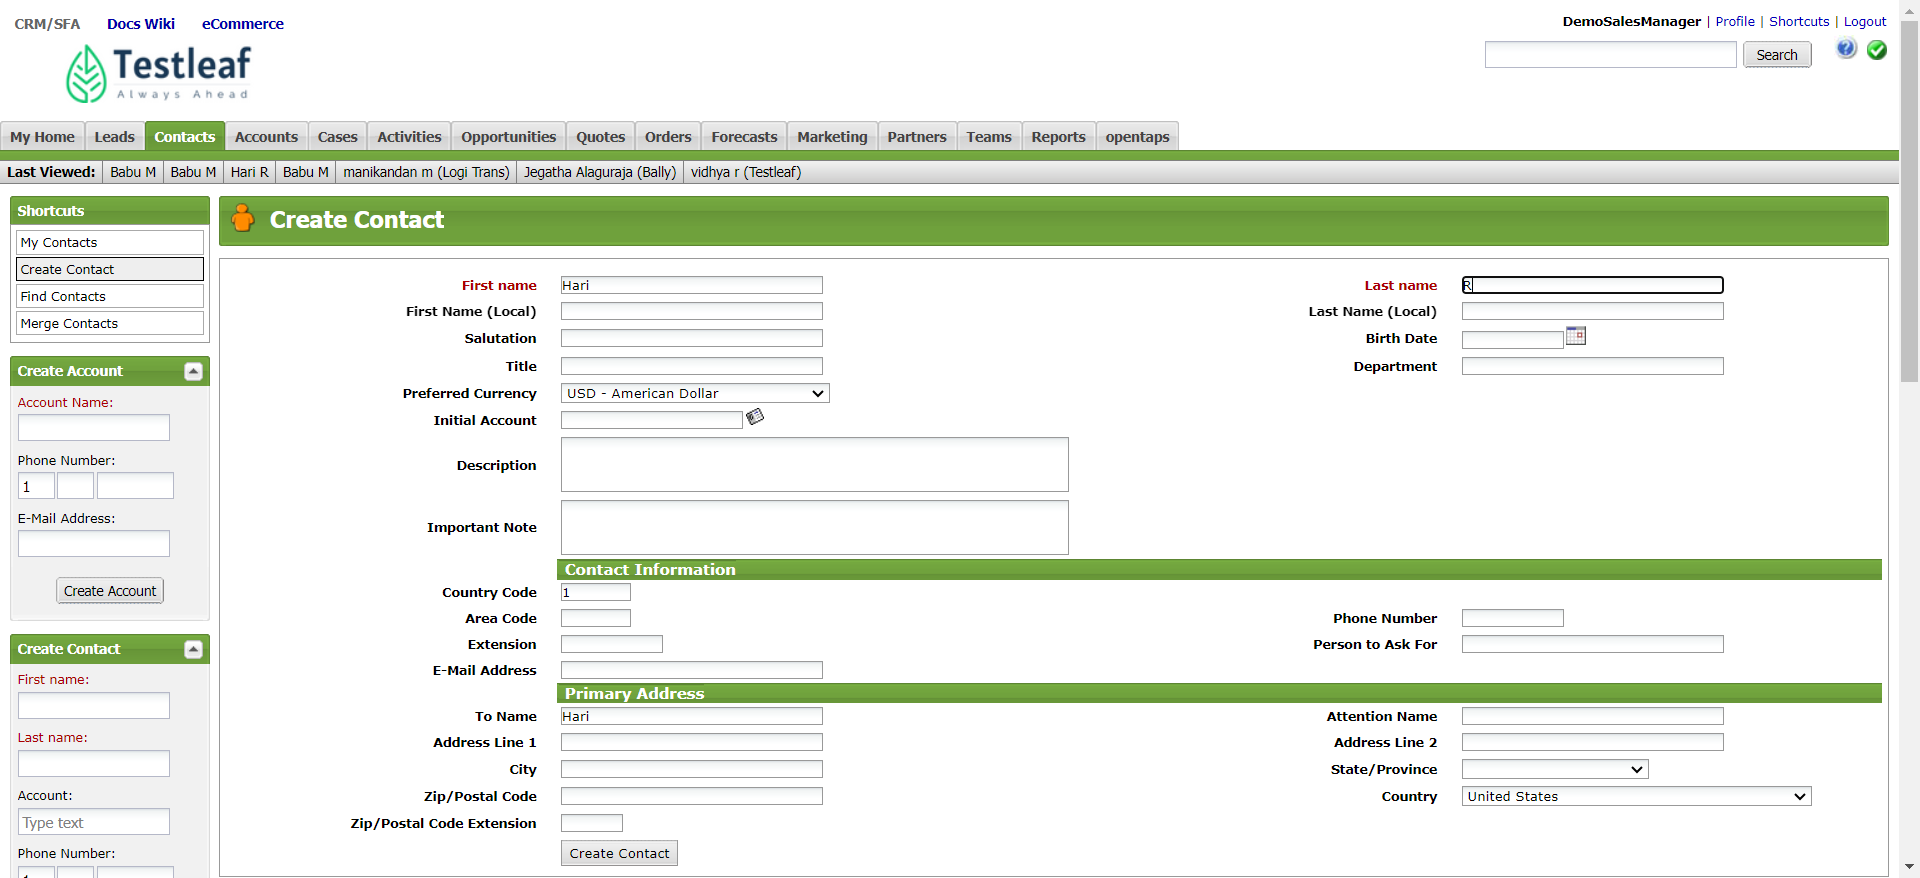 CRM/SFA Docs Wiki eCommerce
DemoSalesManager | Profile | Shortcuts | Logout
Testleaf
Always Ahead
Search
My Home Leads Contacts Accounts Cases Activities Opportunities Quotes Orders Forecasts Marketing Partners Teams Reports opentaps
Last Viewed: Babu M Babu M Hari R Babu M manikandan m (Logi Trans) Jegatha Alaguraja (Bally) vidhya r (Testleaf)
Shortcuts
My Contacts
Create Contact
Find Contacts
Merge Contacts
Create Account
Account Name:
Phone Number:
1
E-Mail Address:
Create Account
Create Contact
First name:
Last name:
Account:
Type text
Phone Number:
Create Contact
First name Hari Last name R
First Name (Local) Last Name (Local)
Salutation Birth Date
Title Department
Preferred Currency USD - American Dollar
Initial Account
Description
Important Note
Contact Information
Country Code 1
Area Code Phone Number
Extension Person to Ask For
E-Mail Address
Primary Address
To Name Hari Attention Name
Address Line 1 Address Line 2
City State/Province
Zip/Postal Code Country United States
Zip/Postal Code Extension
Create Contact